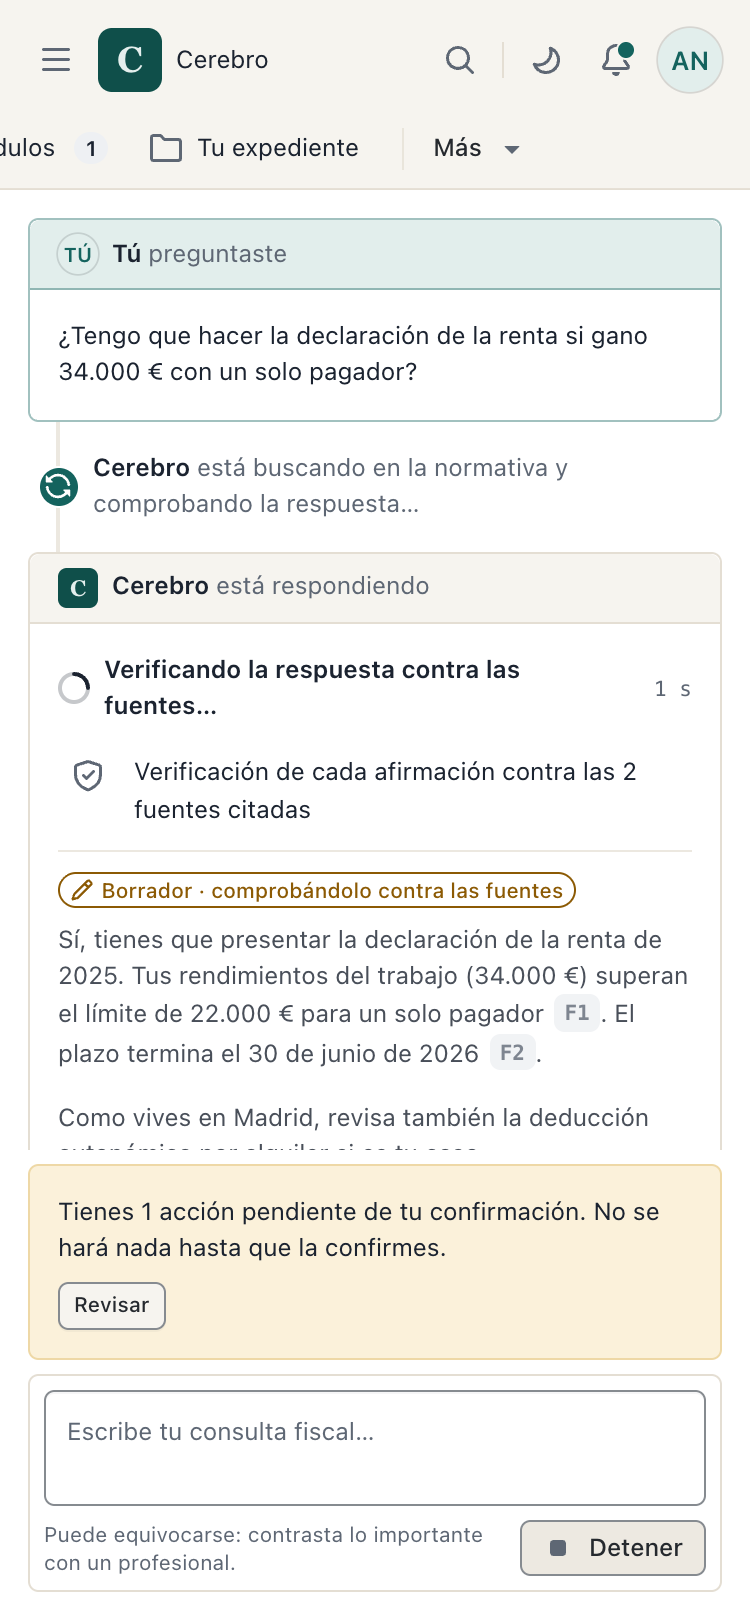 C Cerebro AN
dulos 1 Tu expediente Más
TÚ Tú preguntaste
¿Tengo que hacer la declaración de la renta si gano
34.000 € con un solo pagador?
Cerebro está buscando en la normativa y
comprobando la respuesta...
C Cerebro está respondiendo
Verificando la respuesta contra las
fuentes...
1 s
Verificación de cada afirmación contra las 2
fuentes citadas
Borrador · comprobándolo contra las fuentes
Sí, tienes que presentar la declaración de la renta de
2025. Tus rendimientos del trabajo (34.000 €) superan
el límite de 22.000 € para un solo pagador F1. El
plazo termina el 30 de junio de 2026 F2.
Como vives en Madrid, revisa también la deducción
Tienes 1 acción pendiente de tu confirmación. No se
hará nada hasta que la confirmes.
Revisar
Escribe tu consulta fiscal...
Puede equivocarse: contrasta lo importante
con un profesional.
Detener